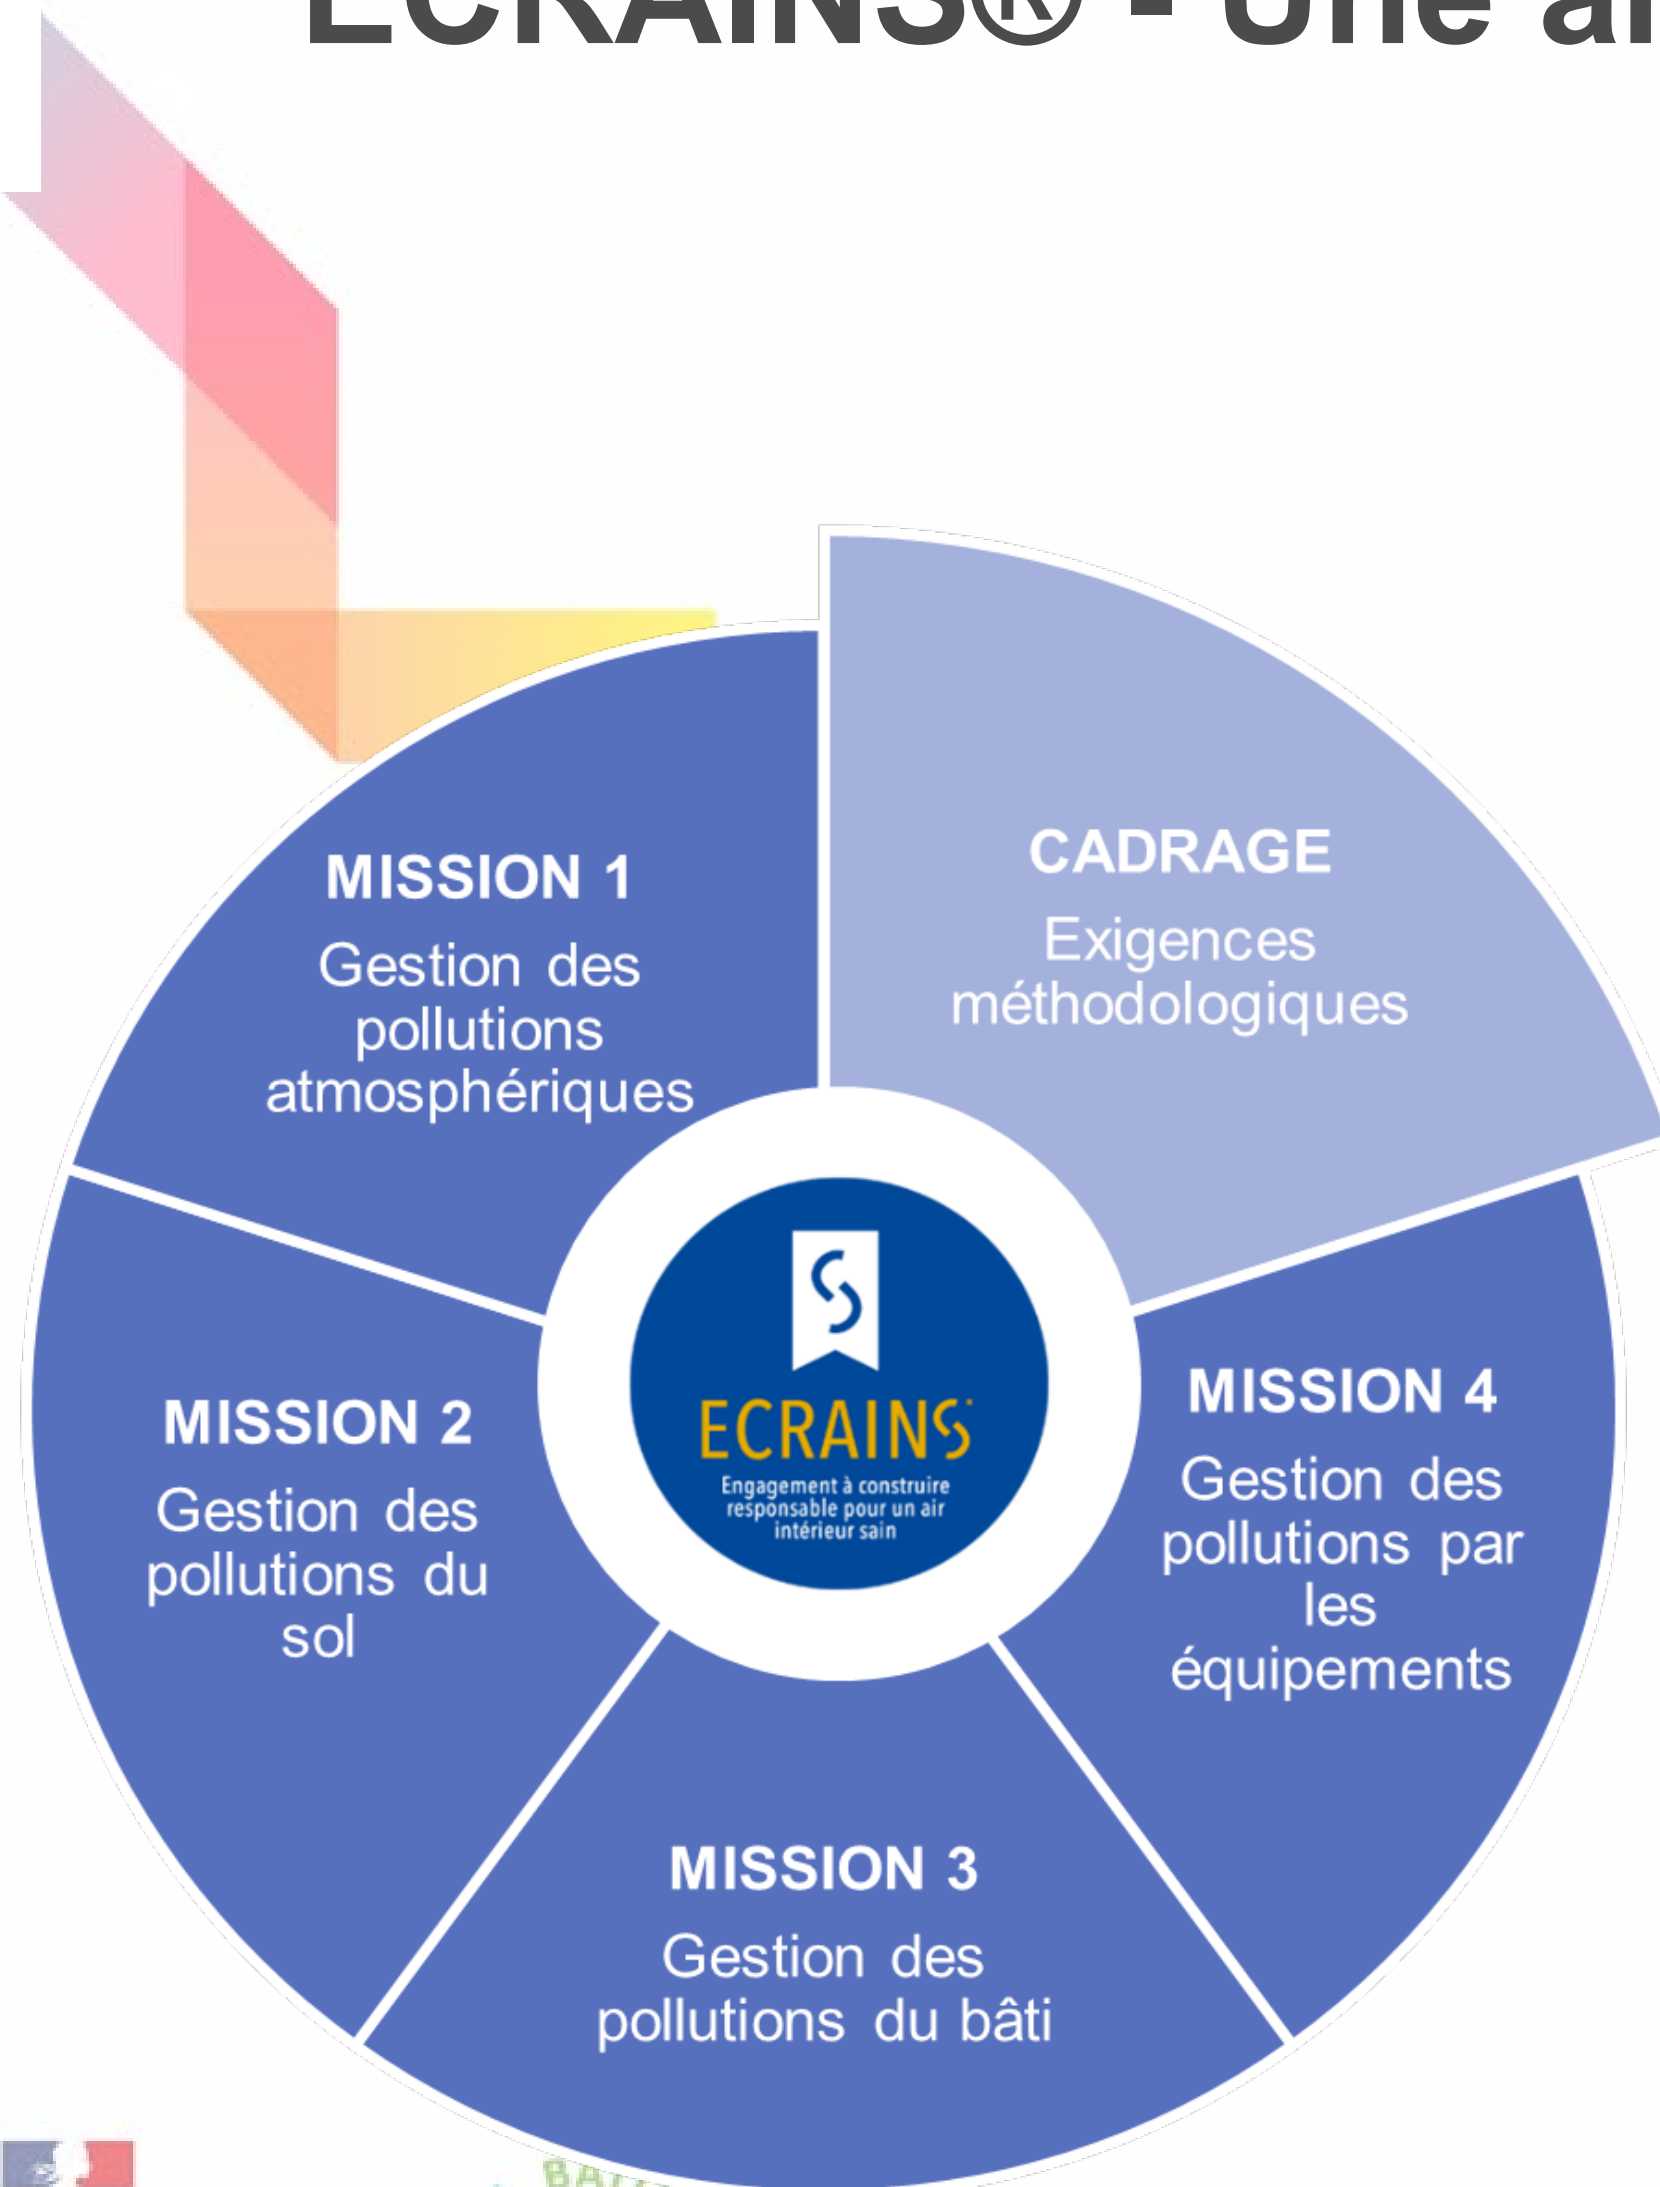 ECRAINS® - Une
CADRAGE
Exigences
méthodologiques
MISSION 1
Gestion des
pollutions
atmosphériques
MISSION 2
Gestion des
pollutions du
sol
MISSION 3
Gestion des
pollutions du bâti
MISSION 4
Gestion des
pollutions par
les
équipements
ECRAINS
Engagement à construire
responsable pour un air
intérieur sain